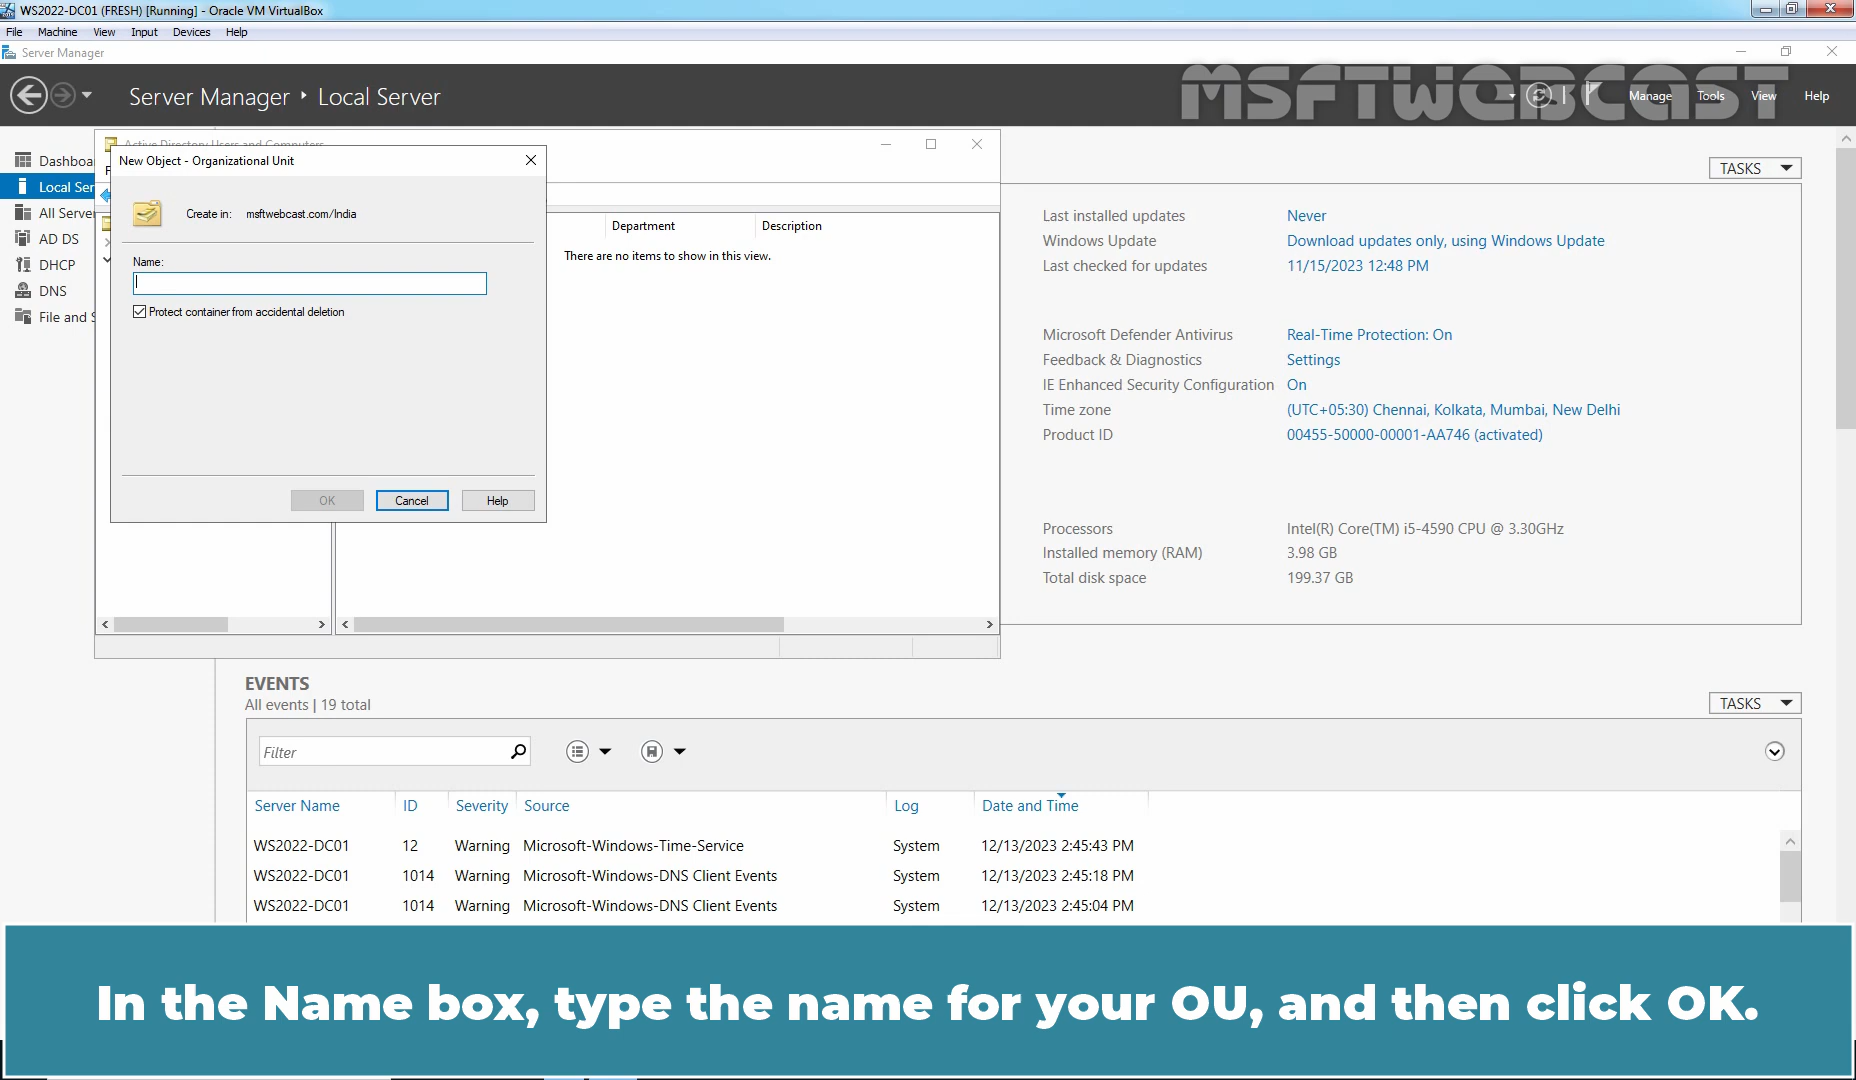 WS2022-DC01 (FRESH) [Running] - Oracle VM VirtualBox
File Machine View Input Devices Help
Server Manager
Server Manager ‣ Local Server
MSFTWEBCAST
Manage Tools View Help
Dashboa
Local Ser
All Serve
AD DS
DHCP
DNS
File and S
Active Directory Users and Computers
New Object - Organizational Unit
Create in: msftwebcast.com/India
Name:
Protect container from accidental deletion
OK Cancel Help
Department Description
There are no items to show in this view.
TASKS
Last installed updates Never
Windows Update Download updates only, using Windows Update
Last checked for updates 11/15/2023 12:48 PM
Microsoft Defender Antivirus Real-Time Protection: On
Feedback & Diagnostics Settings
IE Enhanced Security Configuration On
Time zone (UTC+05:30) Chennai, Kolkata, Mumbai, New Delhi
Product ID 00455-50000-00001-AA746 (activated)
Processors Intel(R) Core(TM) i5-4590 CPU @ 3.30GHz
Installed memory (RAM) 3.98 GB
Total disk space 199.37 GB
EVENTS
All events | 19 total
TASKS
Filter
Server Name ID Severity Source Log Date and Time
WS2022-DC01 12 Warning Microsoft-Windows-Time-Service System 12/13/2023 2:45:43 PM
WS2022-DC01 1014 Warning Microsoft-Windows-DNS Client Events System 12/13/2023 2:45:18 PM
WS2022-DC01 1014 Warning Microsoft-Windows-DNS Client Events System 12/13/2023 2:45:04 PM
In the Name box, type the name for your OU, and then click OK.